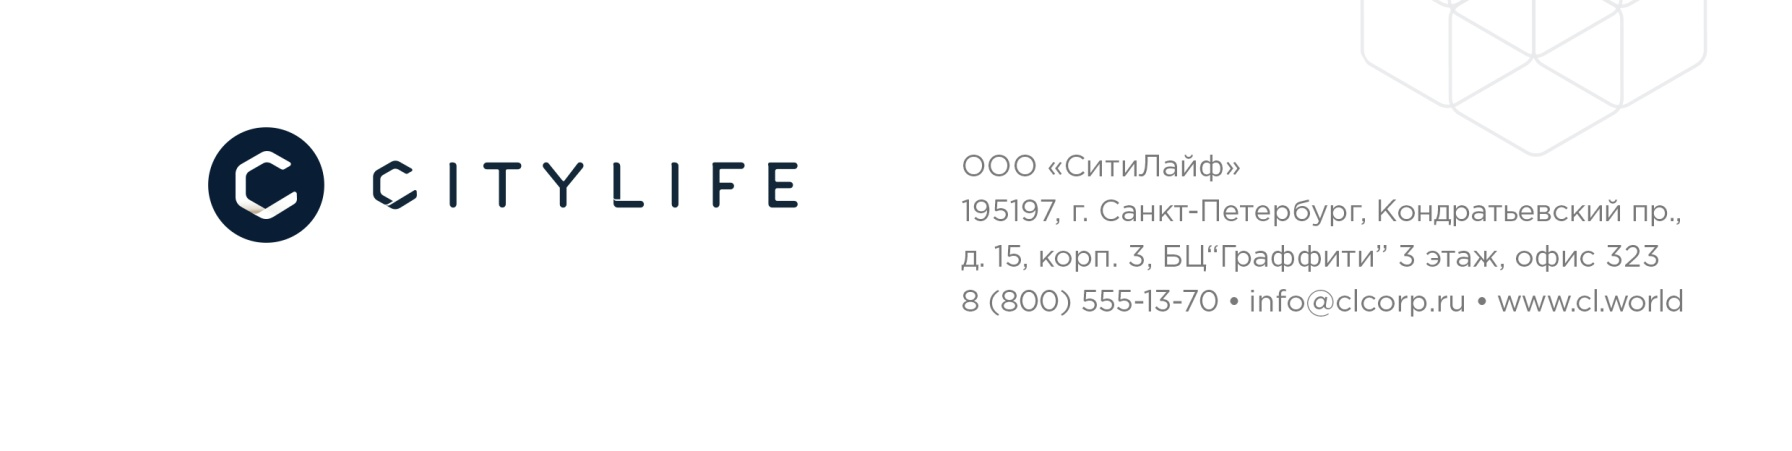 CITYLIFE
ООО «СитиЛайф»
195197, г. Санкт-Петербург, Кондратьевский пр.,
д. 15, корп. 3, БЦ“Граффити” 3 этаж, офис 323
8 (800) 555-13-70 • info@clcorp.ru • www.cl.world